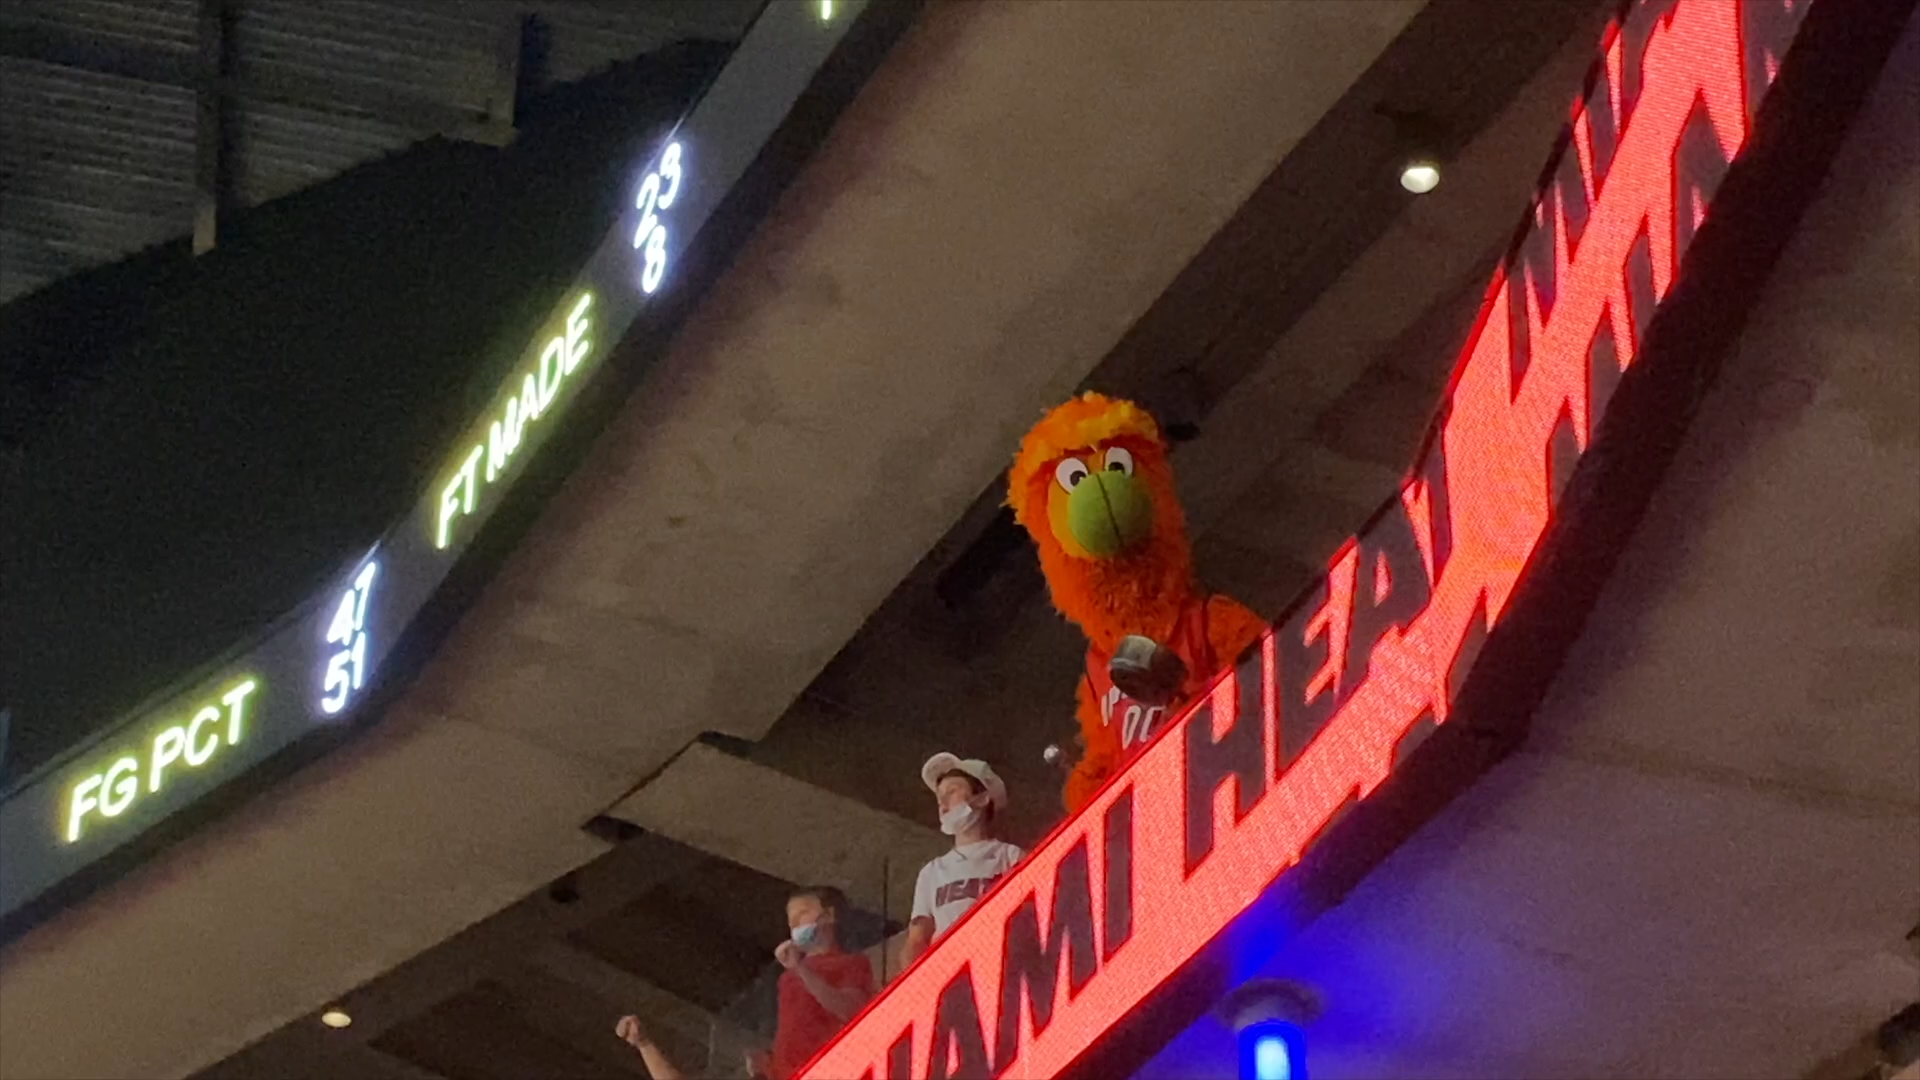 FG PCT
47
51
FT MADE
23
8
MIAMI HEAT
HEAT